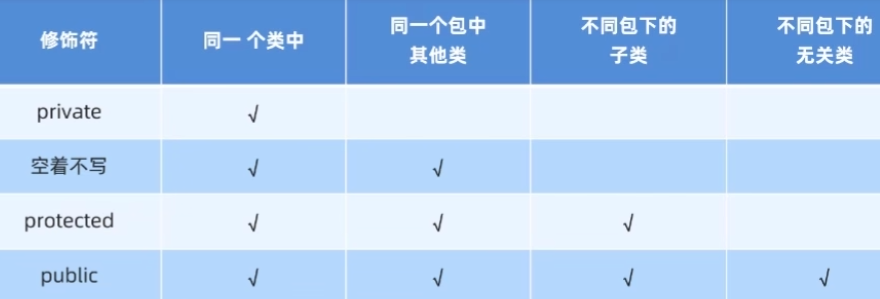 修饰符 同一 个类中 同一个包中 不同包下的 不同包下的
其他类 子类 无关类
private √
空着不写 √ √
protected √ √ √
public √ √ √ √